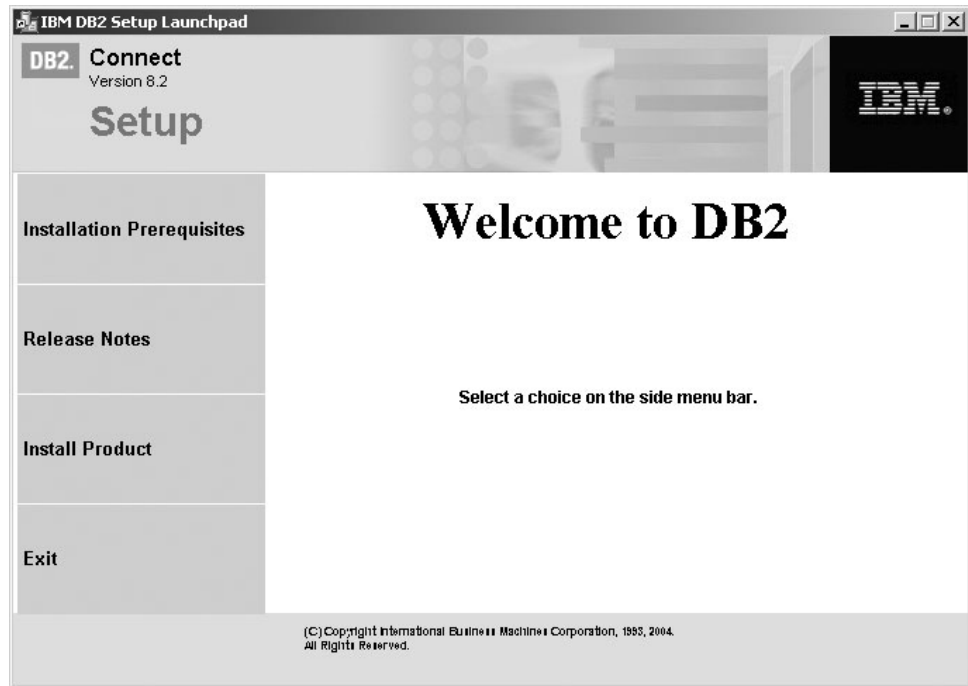 IBM DB2 Setup Launchpad
DB2. Connect
Version 8.2
Setup
IBM®
Installation Prerequisites
Welcome to DB2
Release Notes
Select a choice on the side menu bar.
Install Product
Exit
(C) Copyright International Business Machines Corporation, 1993, 2004.
All Rights Reserved.